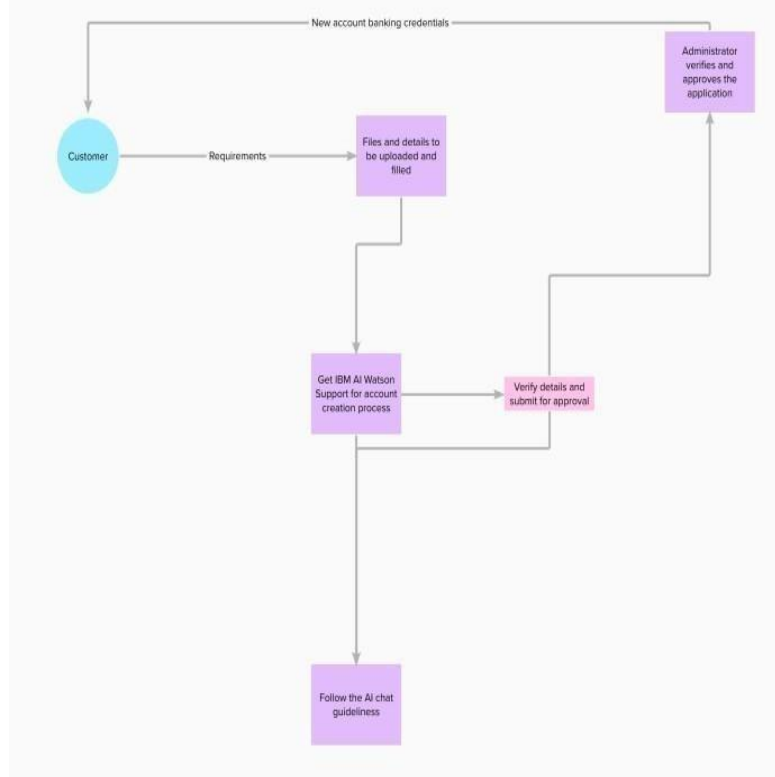 New account banking credentials
Administrator
verifies and
approves the
application
Customer
Requirements
Files and details to
be uploaded and
filled
Get IBM AI Watson
Support for account
creation process
Verify details and
submit for approval
Follow the AI chat
guideliness